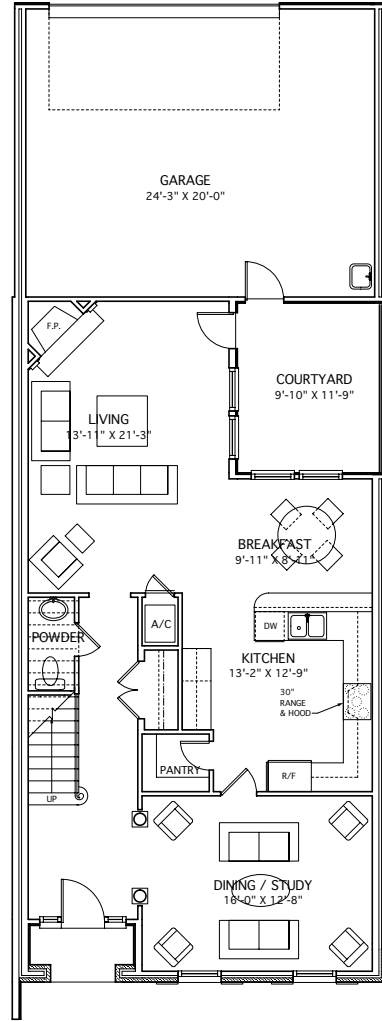 GARAGE
24'-3" X 20'-0"
F.P.
COURTYARD
9'-10" X 11'-9"
LIVING
13'-11" X 21'-3"
BREAKFAST
9'-11" X 8'-11"
A/C
DW
POWDER
KITCHEN
13'-2" X 12'-9"
30"
RANGE
& HOOD
PANTRY
R/F
UP
DINING / STUDY
16'-0" X 12'-8"